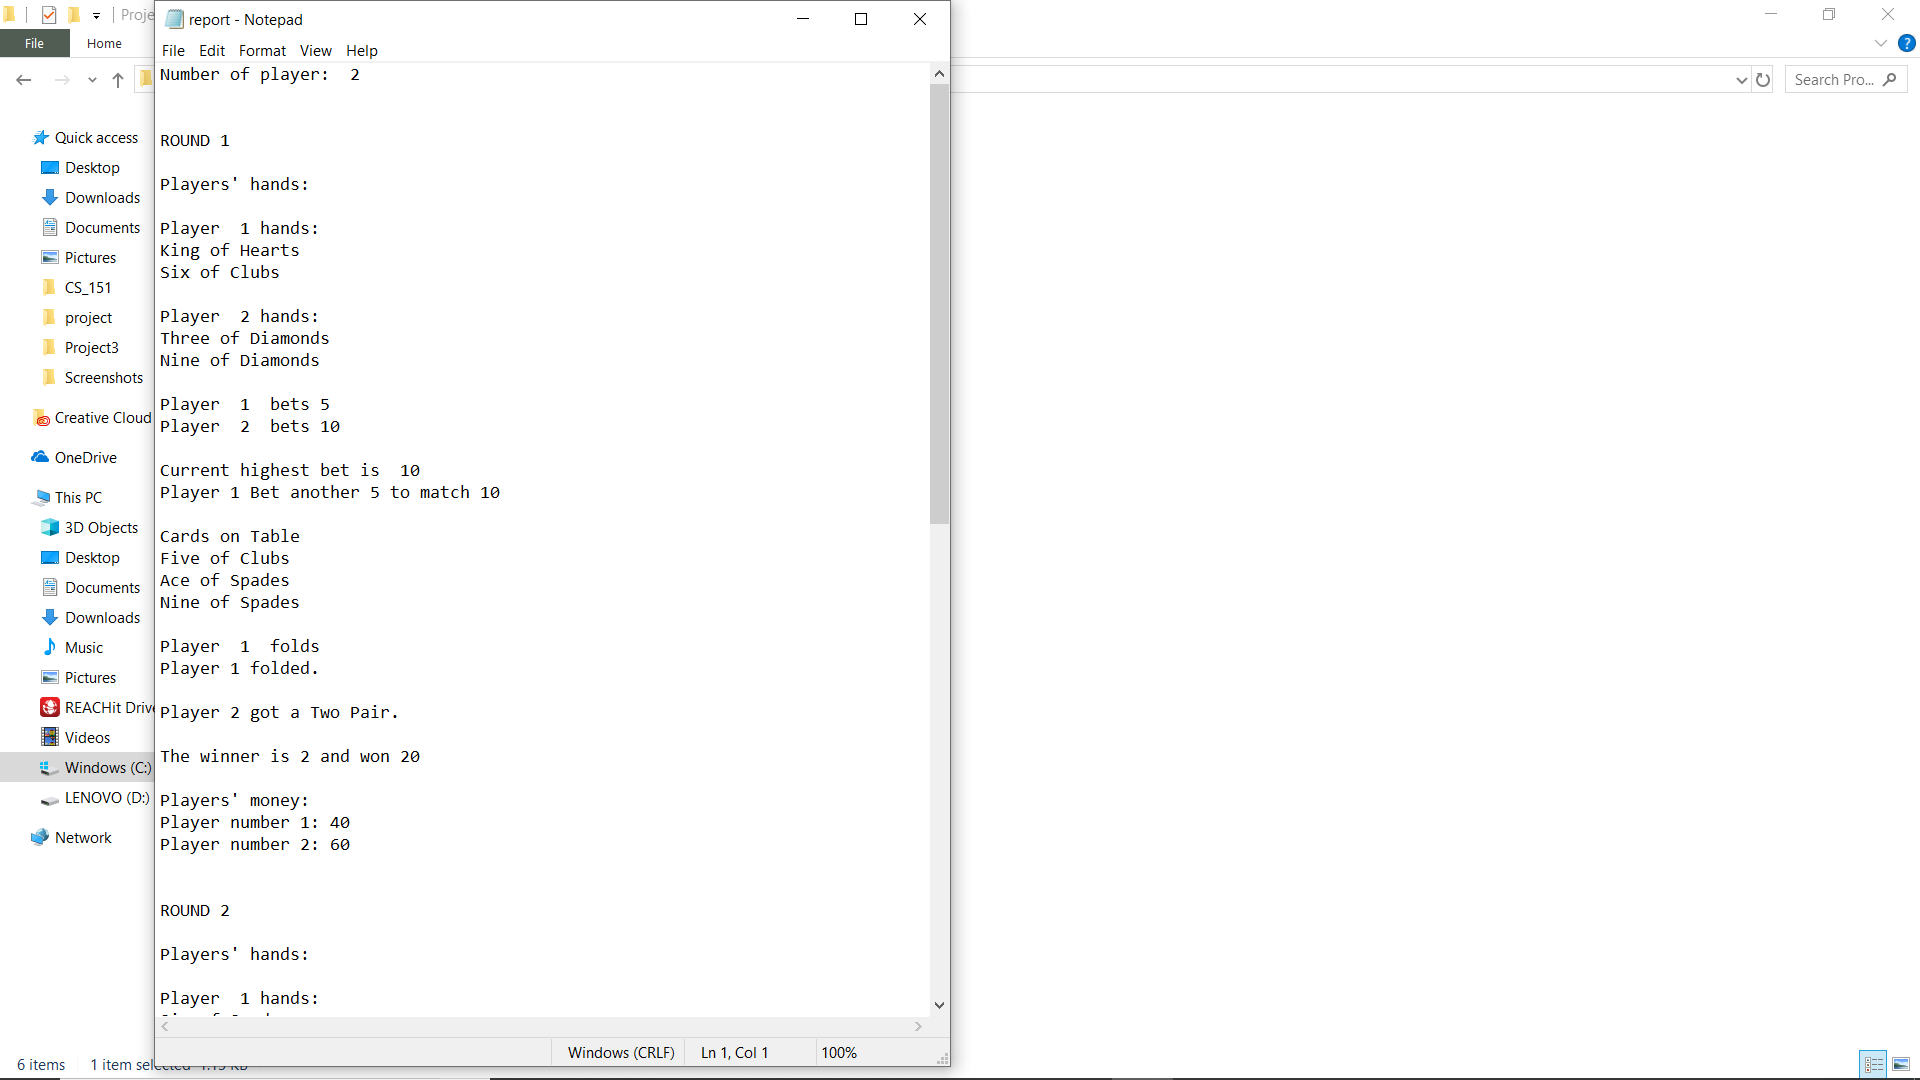 Proje
report - Notepad
File
Home
File Edit Format View Help
Search Pro...
Number of player:  2
ROUND 1
Players' hands:
Player  1 hands:
King of Hearts
Six of Clubs
Player  2 hands:
Three of Diamonds
Nine of Diamonds
Player  1  bets 5
Player  2  bets 10
Current highest bet is  10
Player 1 Bet another 5 to match 10
Cards on Table
Five of Clubs
Ace of Spades
Nine of Spades
Player  1  folds
Player 1 folded.
Player 2 got a Two Pair.
The winner is 2 and won 20
Players' money:
Player number 1: 40
Player number 2: 60
ROUND 2
Players' hands:
Player  1 hands:
Windows (CRLF)
Ln 1, Col 1
100%
Quick access
Desktop
Downloads
Documents
Pictures
CS_151
project
Project3
Screenshots
Creative Cloud
OneDrive
This PC
3D Objects
Desktop
Documents
Downloads
Music
Pictures
REACHit Drive
Videos
Windows (C:)
LENOVO (D:)
Network
6 items
1 item selected